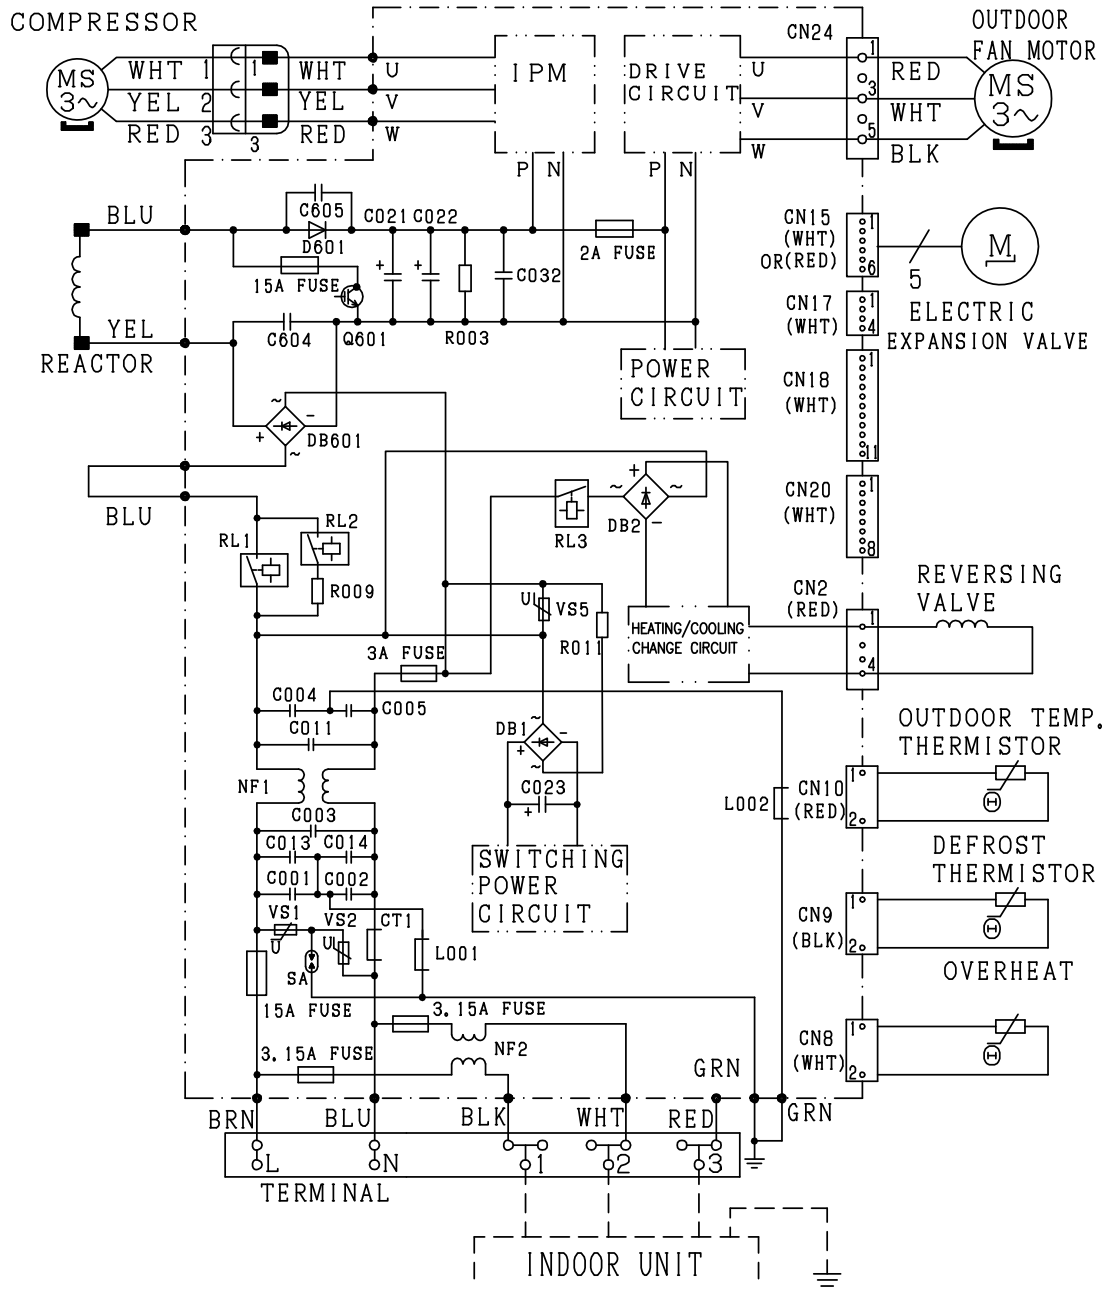 COMPRESSOR
MS
3~
WHT 1
YEL 2
RED 3
1
3
WHT
YEL
RED
U
V
W
IPM
P N
DRIVE
CIRCUIT
P N
U
V
W
CN24
1
3
5
RED
WHT
BLK
OUTDOOR
FAN MOTOR
MS
3~
BLU
YEL
REACTOR
C605
D601
15A FUSE
C604
Q601
C021
+
C022
+
R003
C032
2A FUSE
POWER
CIRCUIT
CN15
(WHT)
OR(RED)
1
6
5
M
ELECTRIC
EXPANSION VALVE
CN17
(WHT)
1
4
CN18
(WHT)
1
11
CN20
(WHT)
1
8
~
+
-
~
DB601
BLU
RL1
RL2
R009
RL3
~
+
~
-
DB2
U
VS5
R011
3A FUSE
HEATING/COOLING
CHANGE CIRCUIT
CN2
(RED)
1
4
REVERSING
VALVE
C004
C005
C011
NF1
C003
C013
C014
C001
C002
VS1
U
VS2
U
SA
CT1
L001
15A FUSE
DB1
~
-
+
~
C023
+
SWITCHING
POWER
CIRCUIT
L002
CN10
(RED)
1
2
OUTDOOR TEMP.
THERMISTOR
Θ
CN9
(BLK)
1
2
DEFROST
THERMISTOR
Θ
CN8
(WHT)
1
2
OVERHEAT
Θ
3.15A FUSE
NF2
3.15A FUSE
GRN
GRN
BRN
BLU
BLK
WHT
RED
L
N
1
2
3
TERMINAL
INDOOR UNIT